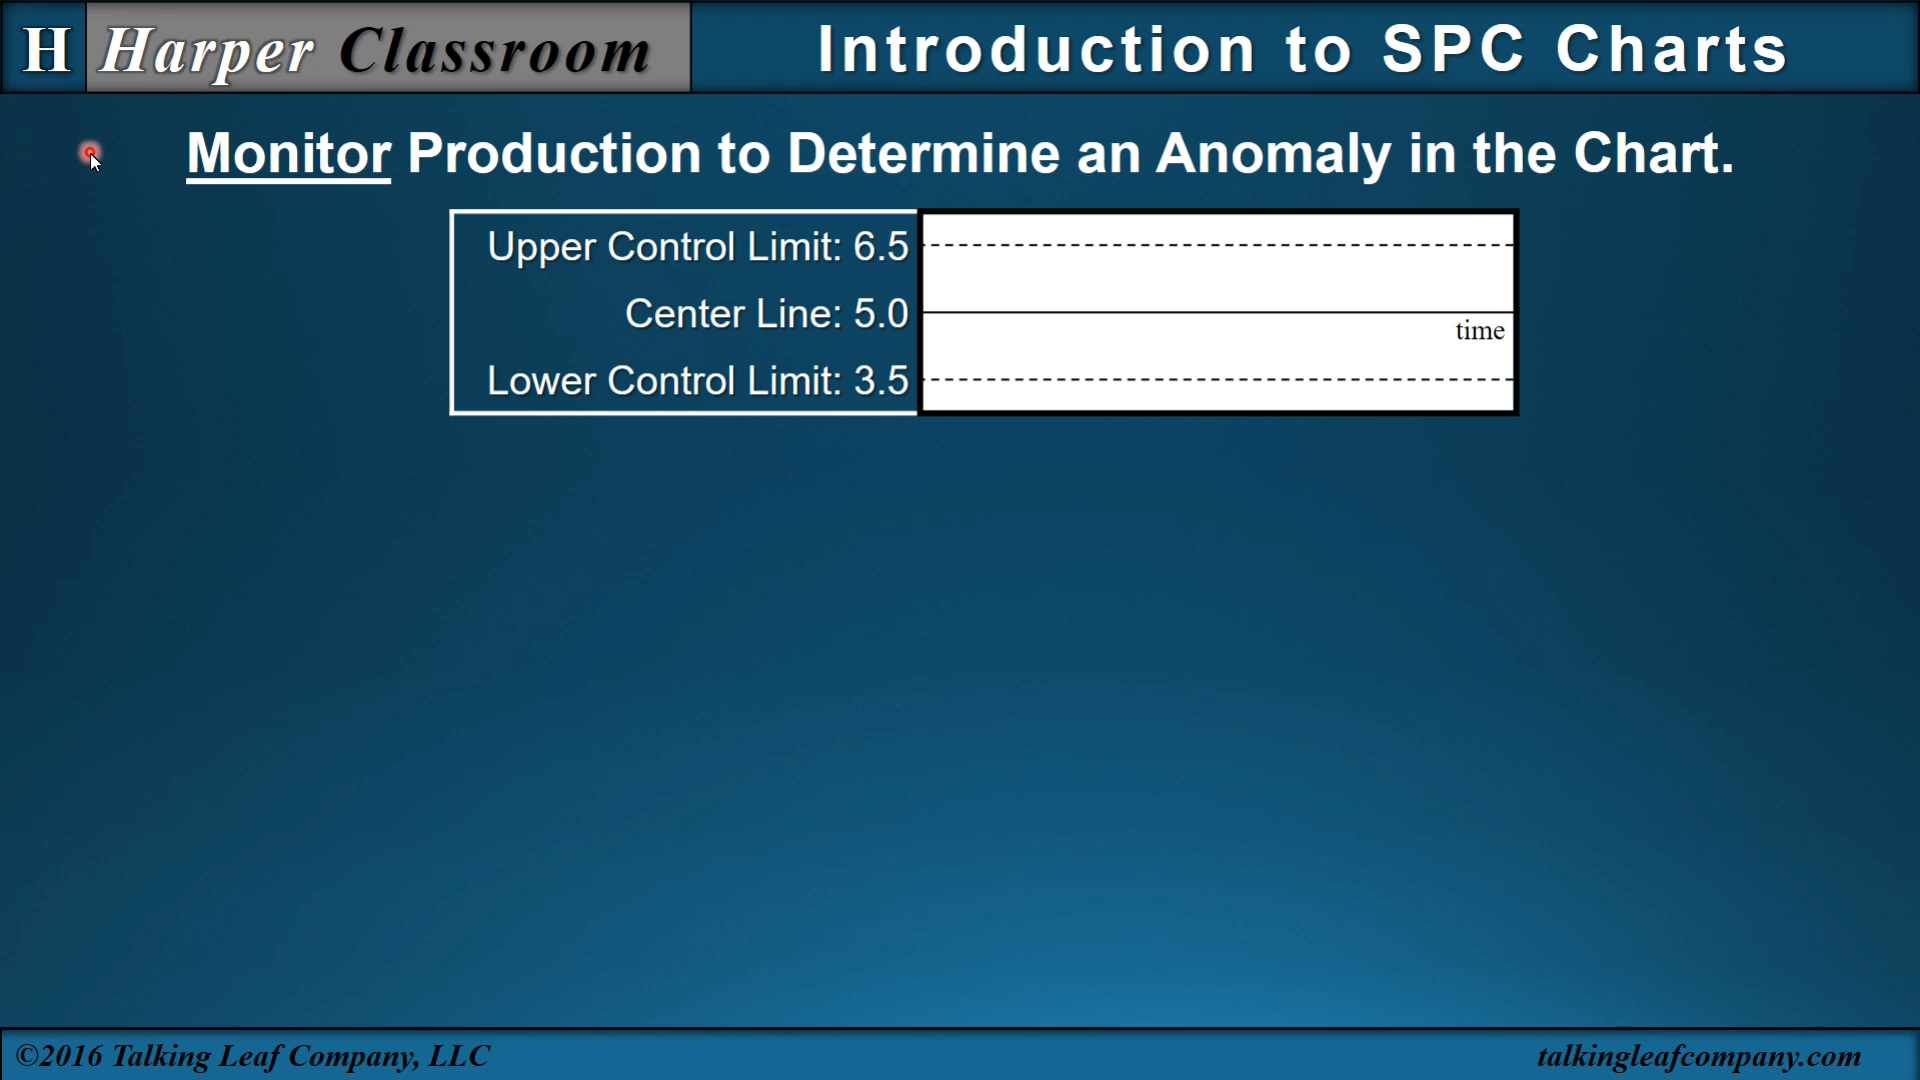 H Harper Classroom
Introduction to SPC Charts
Monitor Production to Determine an Anomaly in the Chart.
Upper Control Limit: 6.5
Center Line: 5.0
time
Lower Control Limit: 3.5
©2016 Talking Leaf Company, LLC
talkingleafcompany.com